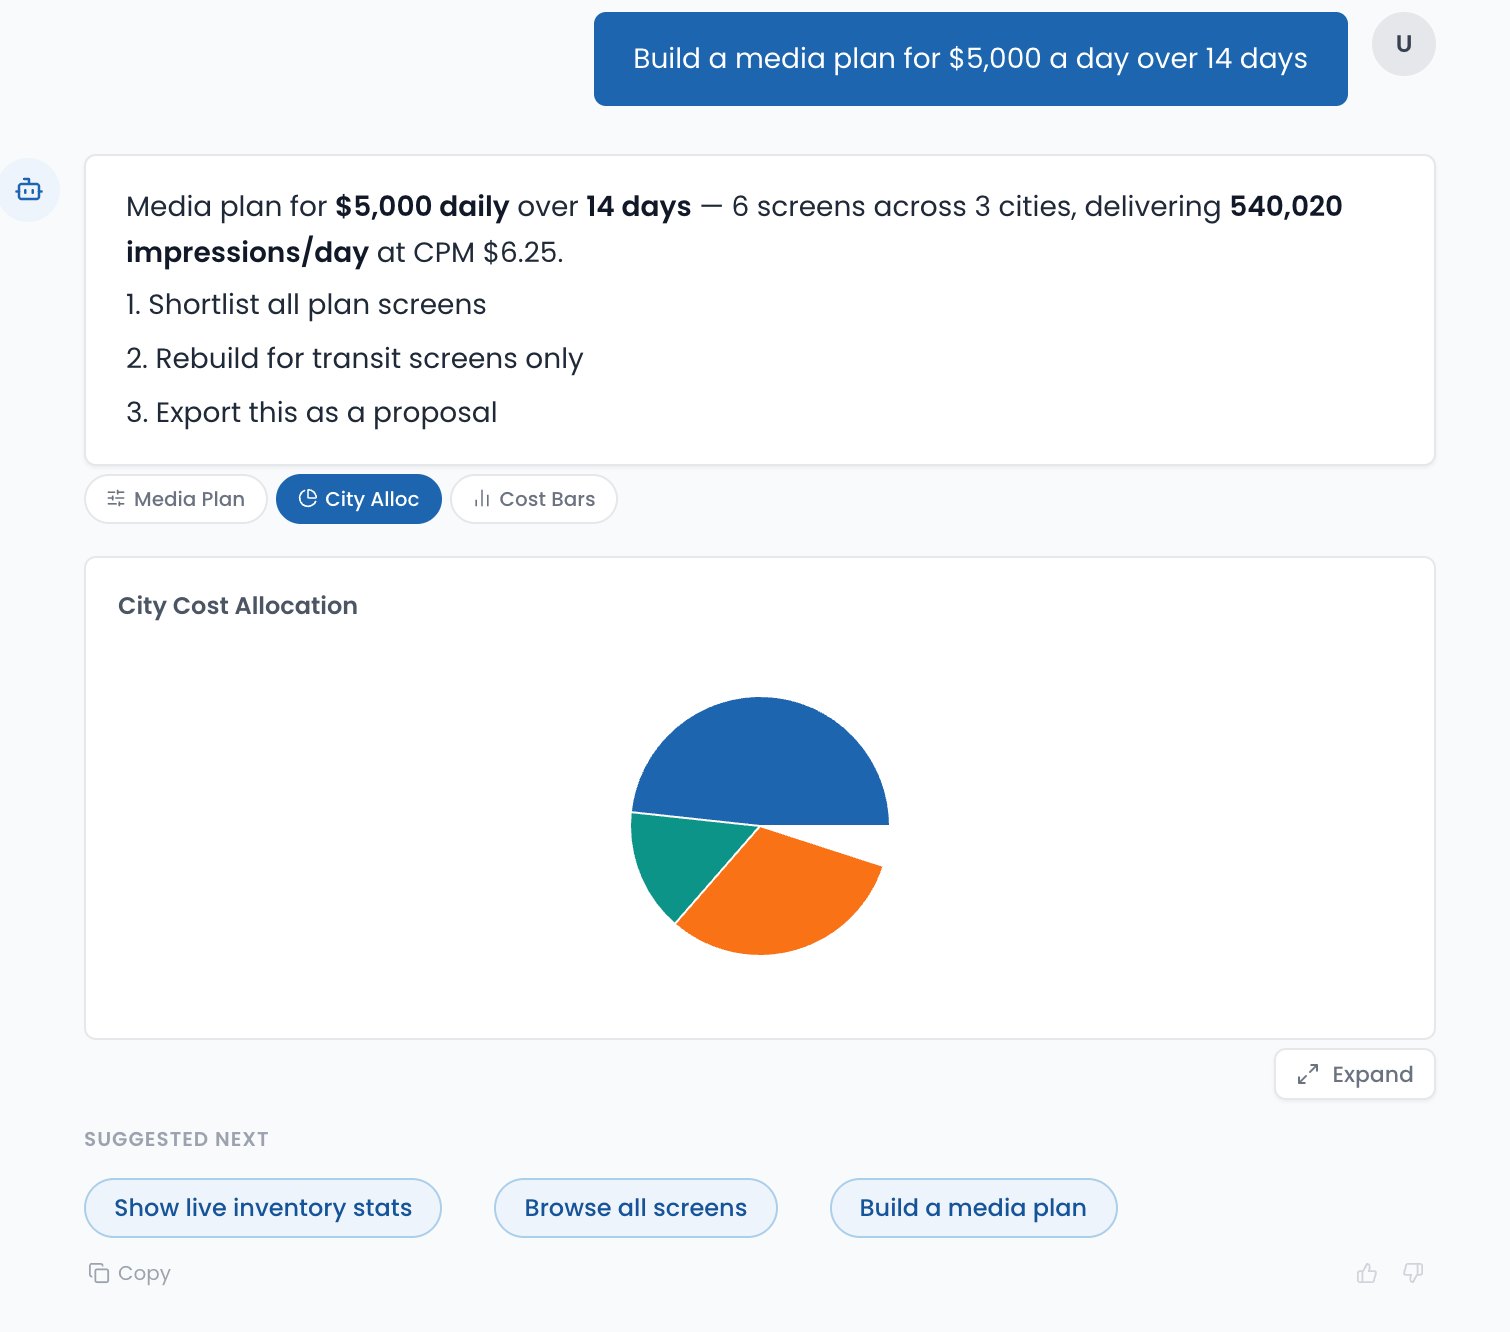 Build a media plan for $5,000 a day over 14 days
U
Media plan for $5,000 daily over 14 days — 6 screens across 3 cities, delivering 540,020
impressions/day at CPM $6.25.
1. Shortlist all plan screens
2. Rebuild for transit screens only
3. Export this as a proposal
Media Plan
City Alloc
Cost Bars
City Cost Allocation
Expand
SUGGESTED NEXT
Show live inventory stats
Browse all screens
Build a media plan
Copy